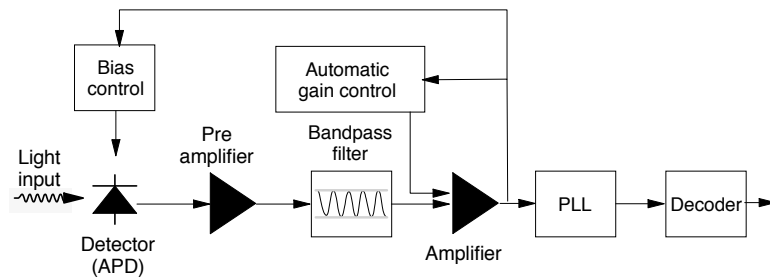 Bias
control
Automatic
gain control
Pre
amplifier
Bandpass
filter
Light
input
Detector
(APD)
Amplifier
PLL
Decoder